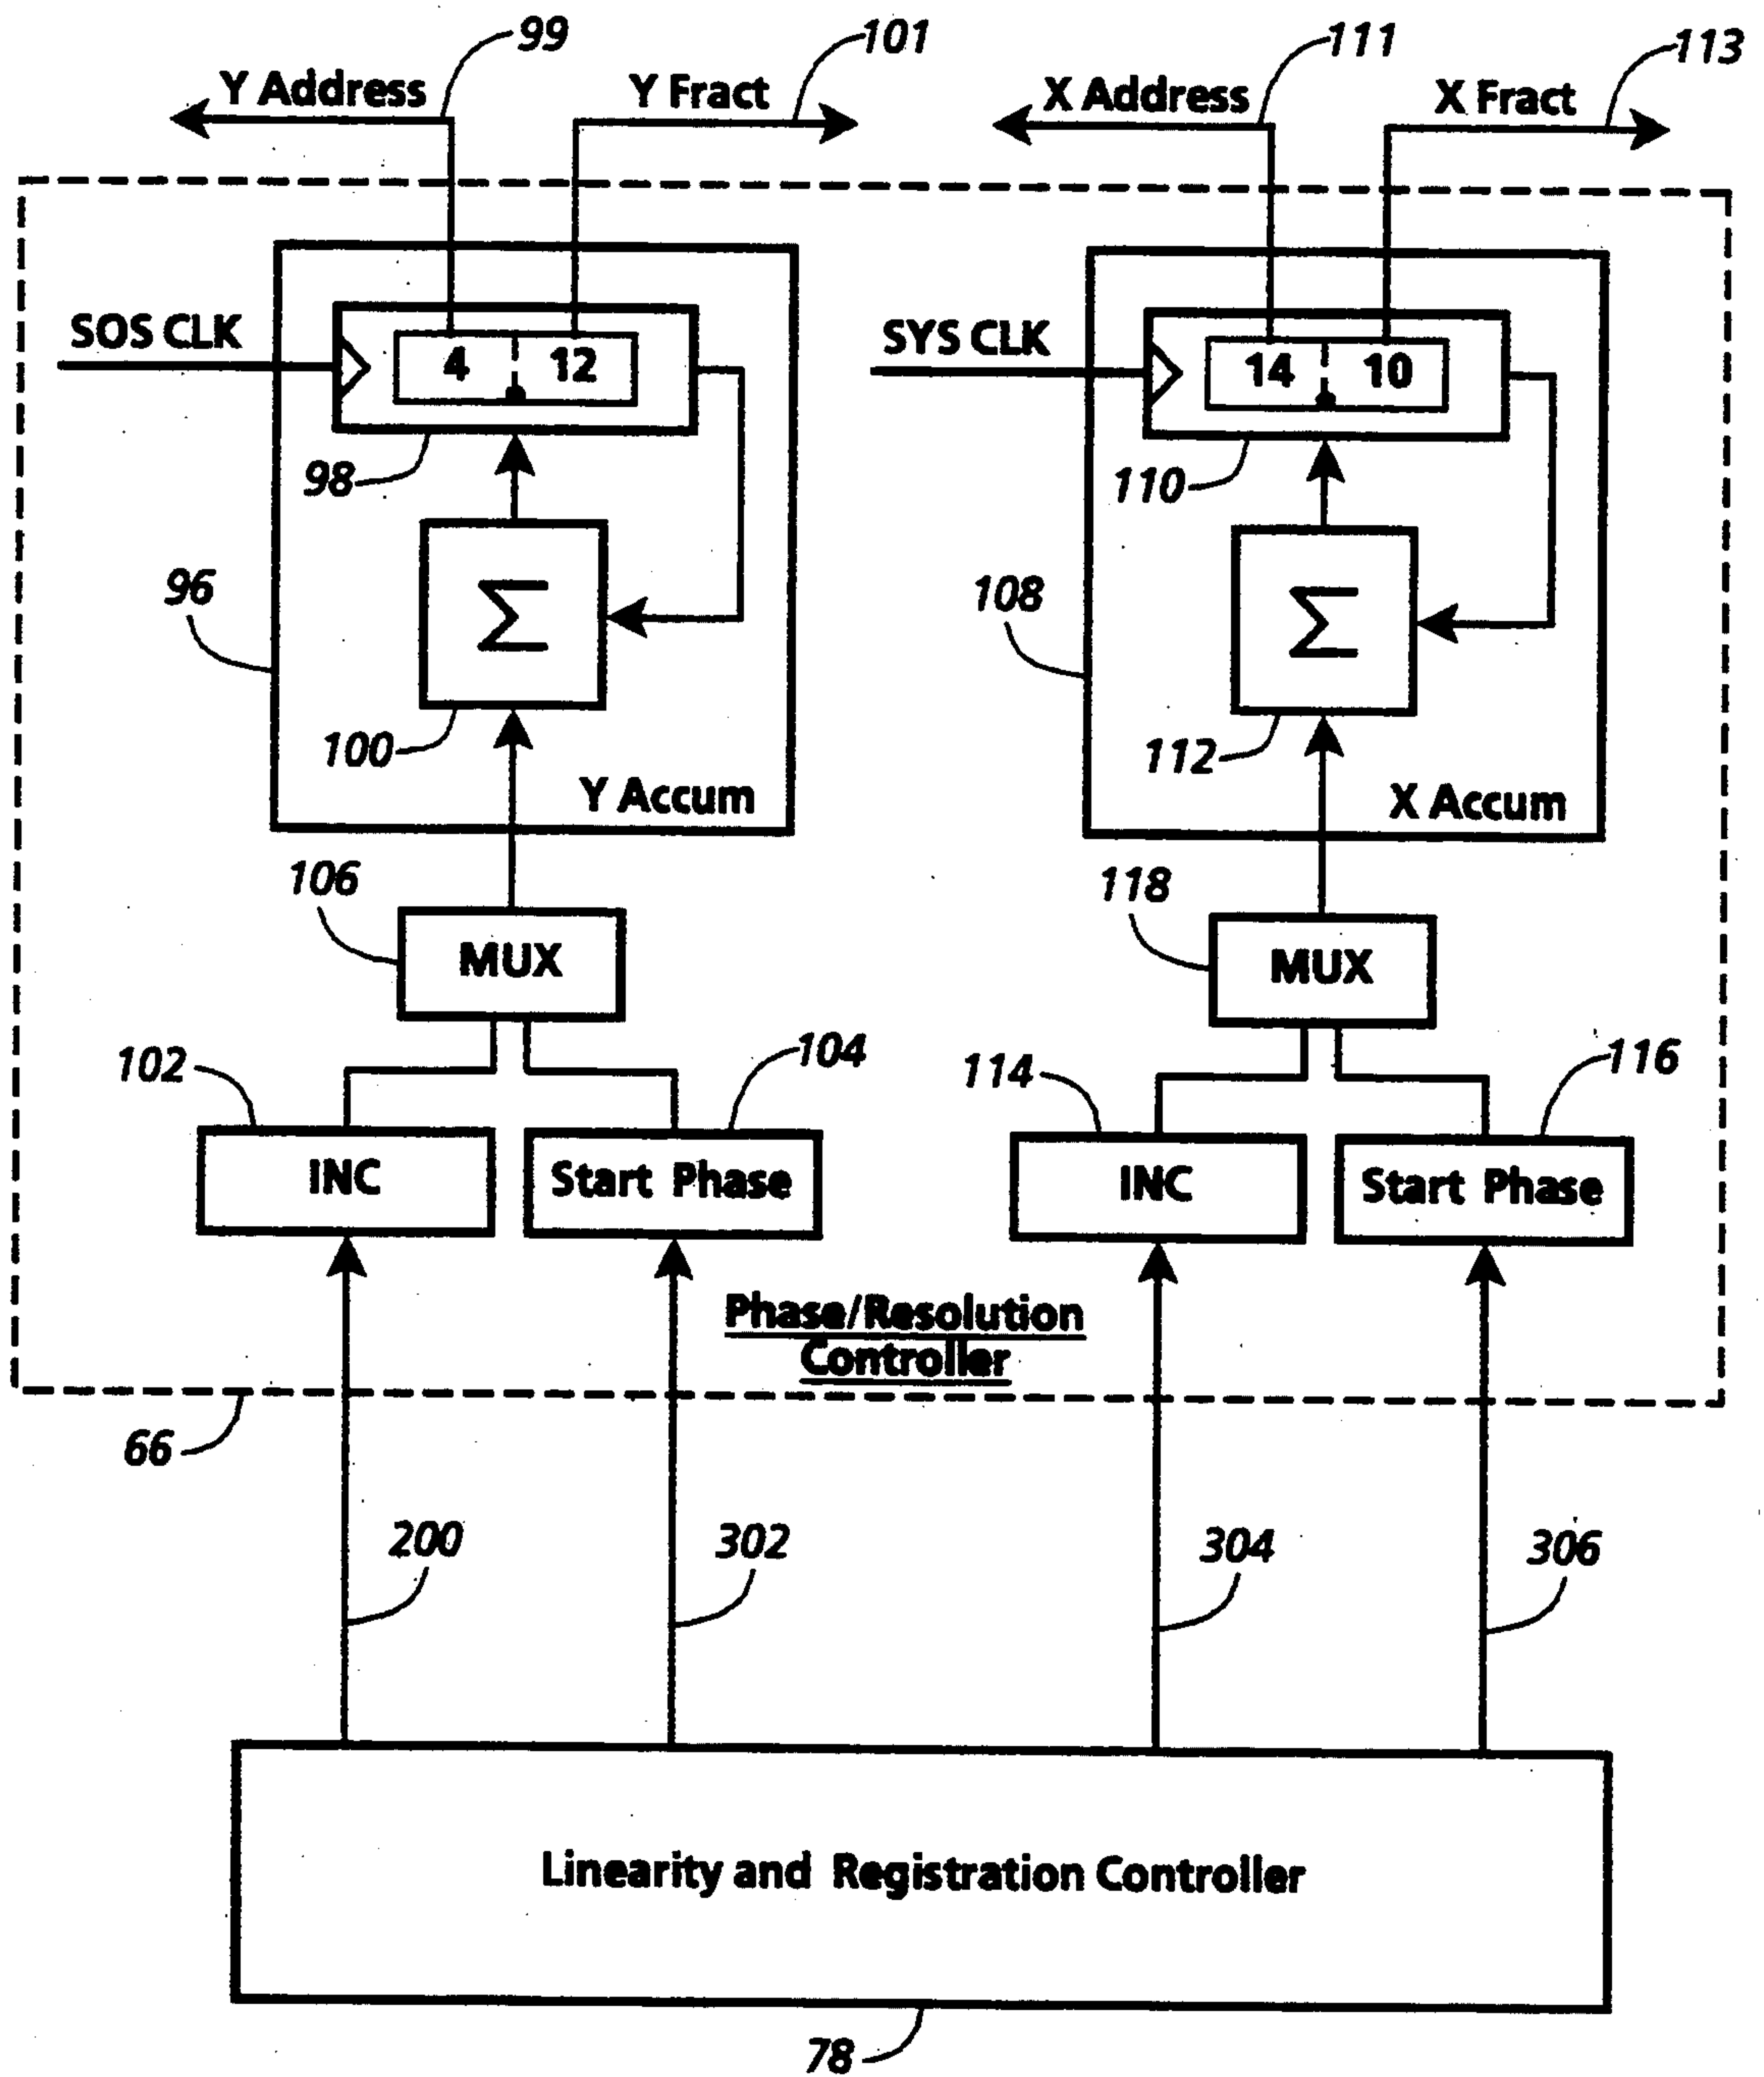 99
101
111
113
Y Address
Y Fract
X Address
X Fract
SOS CLK
4
12
SYS CLK
14
10
98
110
96
Σ
108
Σ
100
112
Y Accum
X Accum
106
118
MUX
MUX
102
104
114
116
INC
Start Phase
INC
Start Phase
Phase/Resolution
Controller
66
200
302
304
306
Linearity and Registration Controller
78